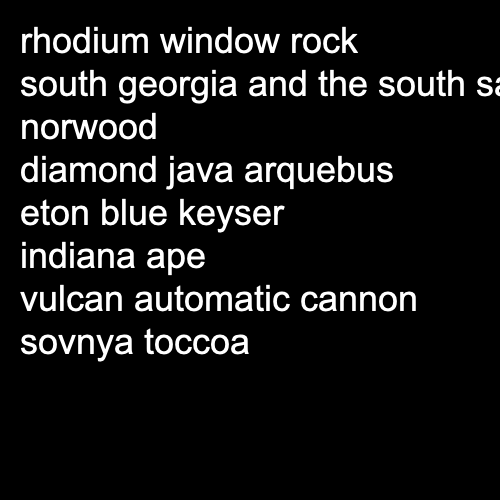 rhodium window rock
south georgia and the south
norwood
diamond java arquebus
eton blue keyser
indiana ape
vulcan automatic cannon
sovnya toccoa